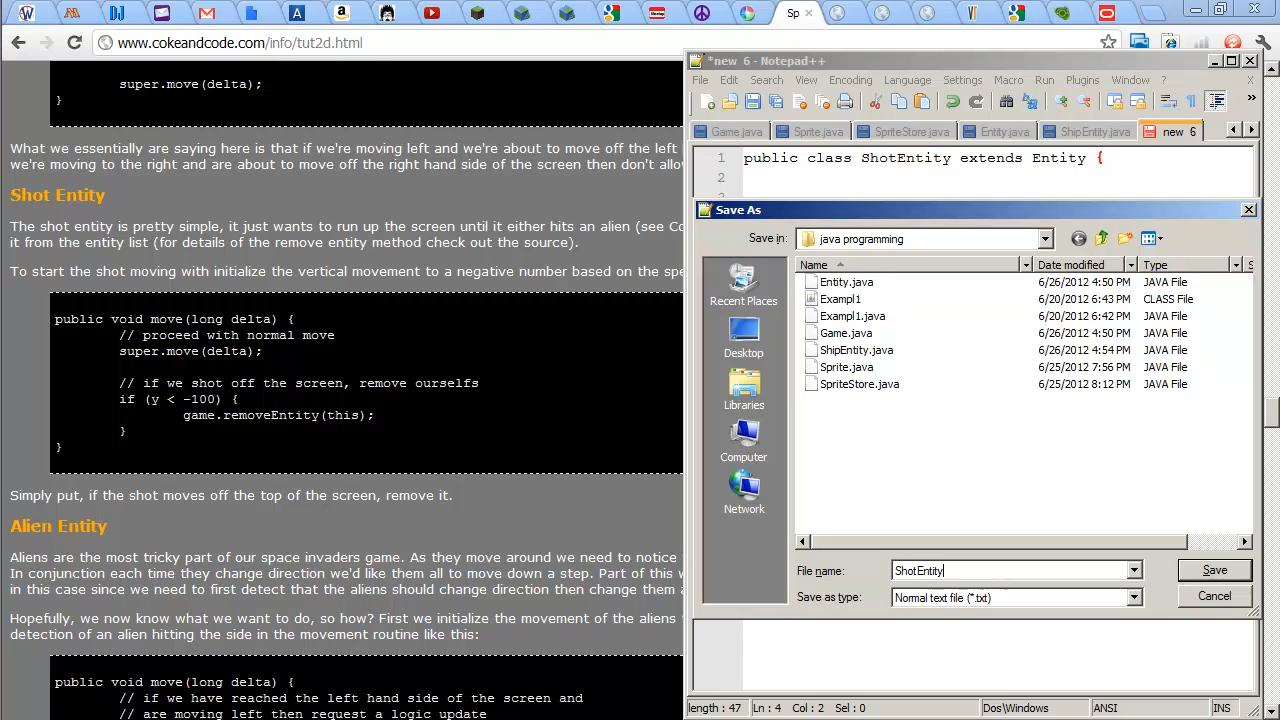 www.cokeandcode.com/info/tut2d.html
Sp
super.move(delta);
}
What we essentially are saying here is that if we're moving left and we're about to move off the left
we're moving to the right and are about to move off the right hand side of the screen then don't allo
Shot Entity
The shot entity is pretty simple, it just wants to run up the screen until it either hits an alien (see Co
it from the entity list (for details of the remove entity method check out the source).
To start the shot moving with initialize the vertical movement to a negative number based on the spe
public void move(long delta) {
// proceed with normal move
super.move(delta);
// if we shot off the screen, remove ourselfs
if (y < -100) {
game.removeEntity(this);
}
}
Simply put, if the shot moves off the top of the screen, remove it.
Alien Entity
Aliens are the most tricky part of our space invaders game. As they move around we need to notice
In conjunction each time they change direction we'd like them all to move down a step. Part of this w
in this case since we need to first detect that the aliens should change direction then change them a
Hopefully, we now know what we want to do, so how? First we initialize the movement of the aliens
detection of an alien hitting the side in the movement routine like this:
public void move(long delta) {
// if we have reached the left hand side of the screen and
// are moving left then request a logic update
*new 6 - Notepad++
File Edit Search View Encoding Language Settings Macro Run Plugins Window ?
Game.java Sprite.java SpriteStore.java Entity.java ShipEntity.java new 6
1 public class ShotEntity extends Entity {
2
Save As
Save in: java programming
Name Date modified Type S
Entity.java 6/26/2012 4:50 PM JAVA File
Exampl1 6/20/2012 6:43 PM CLASS File
Exampl1.java 6/20/2012 6:42 PM JAVA File
Game.java 6/26/2012 4:50 PM JAVA File
ShipEntity.java 6/26/2012 4:54 PM JAVA File
Sprite.java 6/25/2012 7:56 PM JAVA File
SpriteStore.java 6/25/2012 8:12 PM JAVA File
Recent Places
Desktop
Libraries
Computer
Network
File name: ShotEntity Save
Save as type: Normal text file (*.txt) Cancel
length : 47 Ln : 4 Col : 2 Sel : 0 Dos\Windows ANSI INS